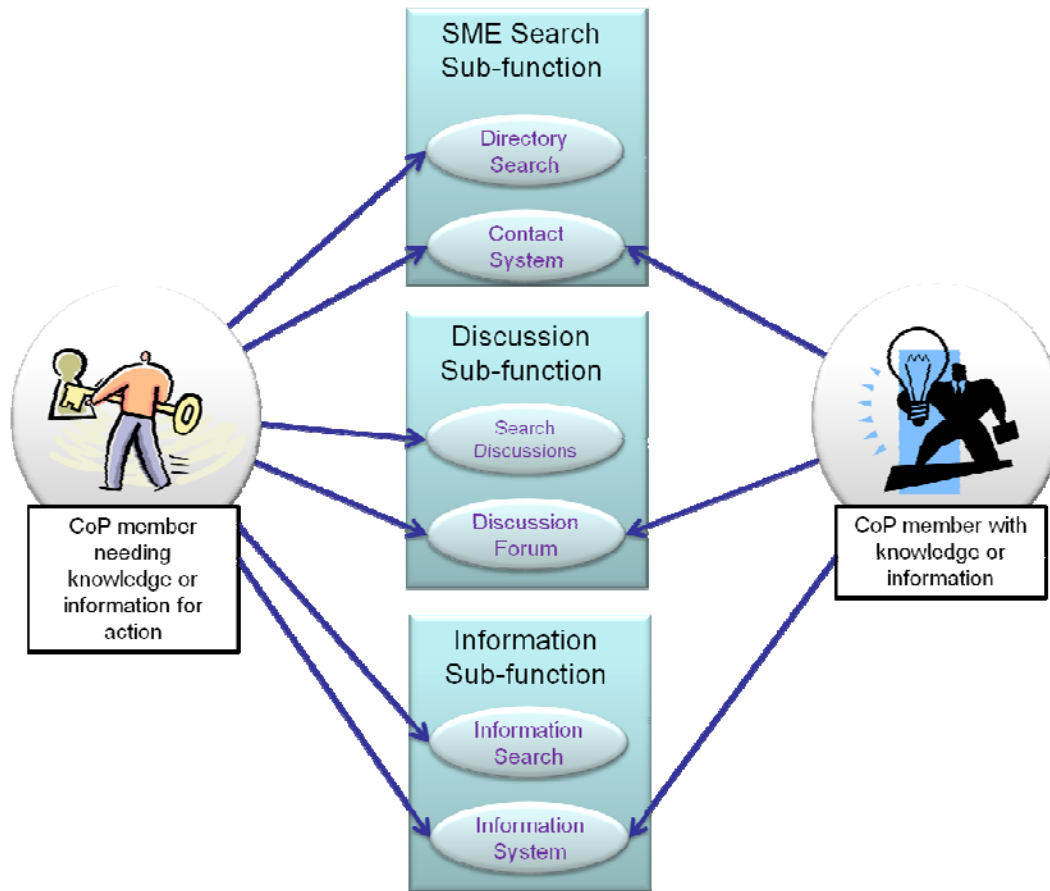 SME Search
Sub-function
Directory
Search
Contact
System
Discussion
Sub-function
Search
Discussions
Discussion
Forum
CoP member
needing
knowledge or
information for
action
CoP member with
knowledge or
information
Information
Sub-function
Information
Search
Information
System